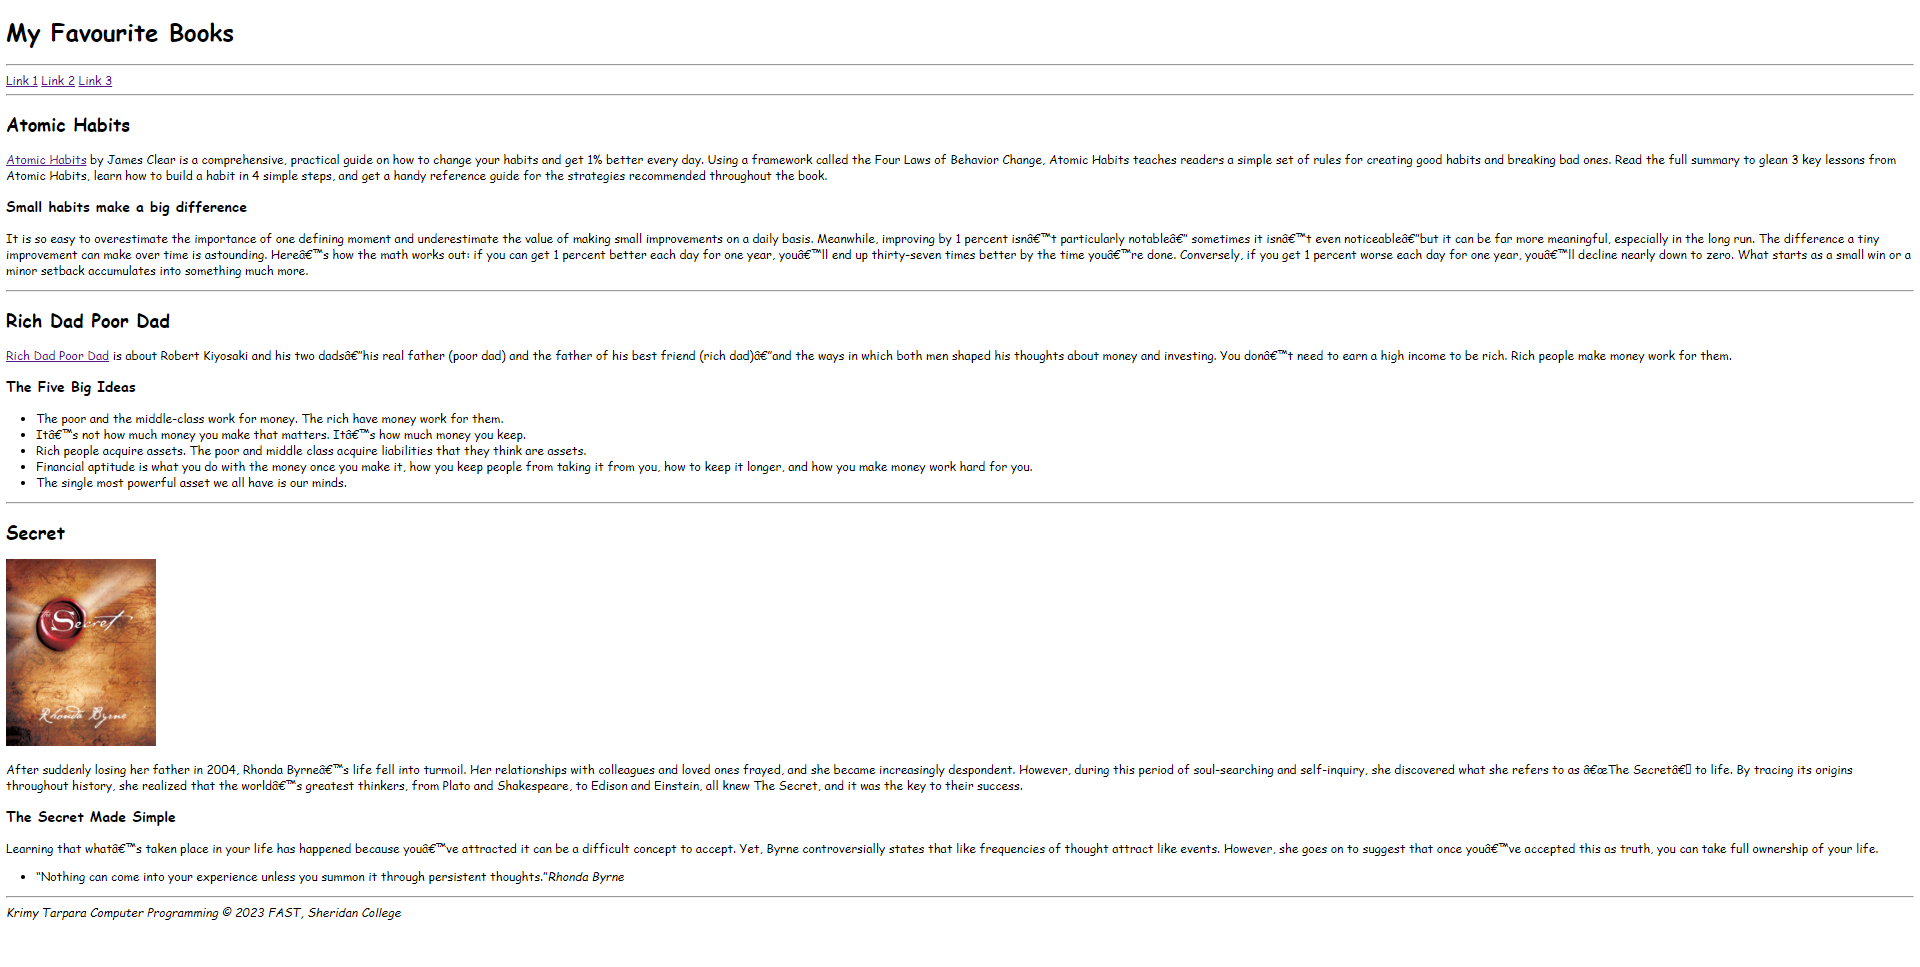 My Favourite Books
Link 1 Link 2 Link 3
Atomic Habits
Atomic Habits by James Clear is a comprehensive, practical guide on how to change your habits and get 1% better every day. Using a framework called the Four Laws of Behavior Change, Atomic Habits teaches readers a simple set of rules for creating good habits and breaking bad ones. Read the full summary to glean 3 key lessons from
Atomic Habits, learn how to build a habit in 4 simple steps, and get a handy reference guide for the strategies recommended throughout the book.
Small habits make a big difference
It is so easy to overestimate the importance of one defining moment and underestimate the value of making small improvements on a daily basis. Meanwhile, improving by 1 percent isnâ€™t particularly notableâ€" sometimes it isnâ€™t even noticeableâ€"but it can be far more meaningful, especially in the long run. The difference a tiny
improvement can make over time is astounding. Hereâ€™s how the math works out: if you can get 1 percent better each day for one year, youâ€™ll end up thirty-seven times better by the time youâ€™re done. Conversely, if you get 1 percent worse each day for one year, youâ€™ll decline nearly down to zero. What starts as a small win or a
minor setback accumulates into something much more.
Rich Dad Poor Dad
Rich Dad Poor Dad is about Robert Kiyosaki and his two dadsâ€"his real father (poor dad) and the father of his best friend (rich dad)â€"and the ways in which both men shaped his thoughts about money and investing. You donâ€™t need to earn a high income to be rich. Rich people make money work for them.
The Five Big Ideas
• The poor and the middle-class work for money. The rich have money work for them.
• Itâ€™s not how much money you make that matters. Itâ€™s how much money you keep.
• Rich people acquire assets. The poor and middle class acquire liabilities that they think are assets.
• Financial aptitude is what you do with the money once you make it, how you keep people from taking it from you, how to keep it longer, and how you make money work hard for you.
• The single most powerful asset we all have is our minds.
Secret
The Secret
Rhonda Byrne
After suddenly losing her father in 2004, Rhonda Byrneâ€™s life fell into turmoil. Her relationships with colleagues and loved ones frayed, and she became increasingly despondent. However, during this period of soul-searching and self-inquiry, she discovered what she refers to as â€œThe Secretâ€▯ to life. By tracing its origins
throughout history, she realized that the worldâ€™s greatest thinkers, from Plato and Shakespeare, to Edison and Einstein, all knew The Secret, and it was the key to their success.
The Secret Made Simple
Learning that whatâ€™s taken place in your life has happened because youâ€™ve attracted it can be a difficult concept to accept. Yet, Byrne controversially states that like frequencies of thought attract like events. However, she goes on to suggest that once youâ€™ve accepted this as truth, you can take full ownership of your life.
• "Nothing can come into your experience unless you summon it through persistent thoughts."Rhonda Byrne
Krimy Tarpara Computer Programming © 2023 FAST, Sheridan College